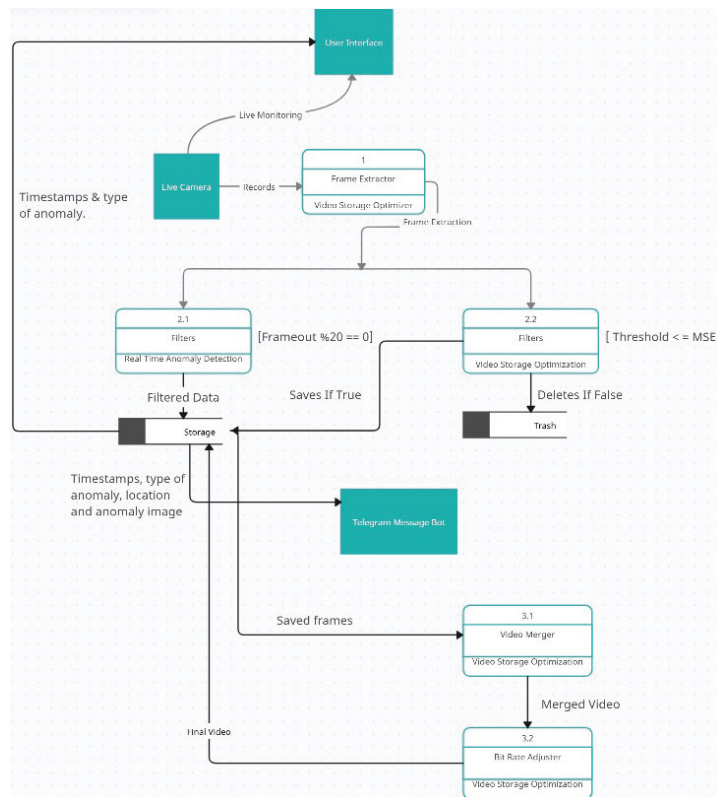 User Interface
Live Monitoring
Live Camera
Records
1
Frame Extractor
Video Storage Optimizer
Timestamps & type
of anomaly.
Frame Extraction
2.1
Filters
Real Time Anomaly Detection
[Frameout %20 == 0]
2.2
Filters
Video Storage Optimization
[ Threshold < = MSE
Filtered Data
Saves If True
Deletes If False
Storage
Trash
Timestamps, type of
anomaly, location
and anomaly image
Telegram Message Bot
Saved frames
3.1
Video Merger
Video Storage Optimization
Merged Video
Final Video
3.2
Bit Rate Adjuster
Video Storage Optimization